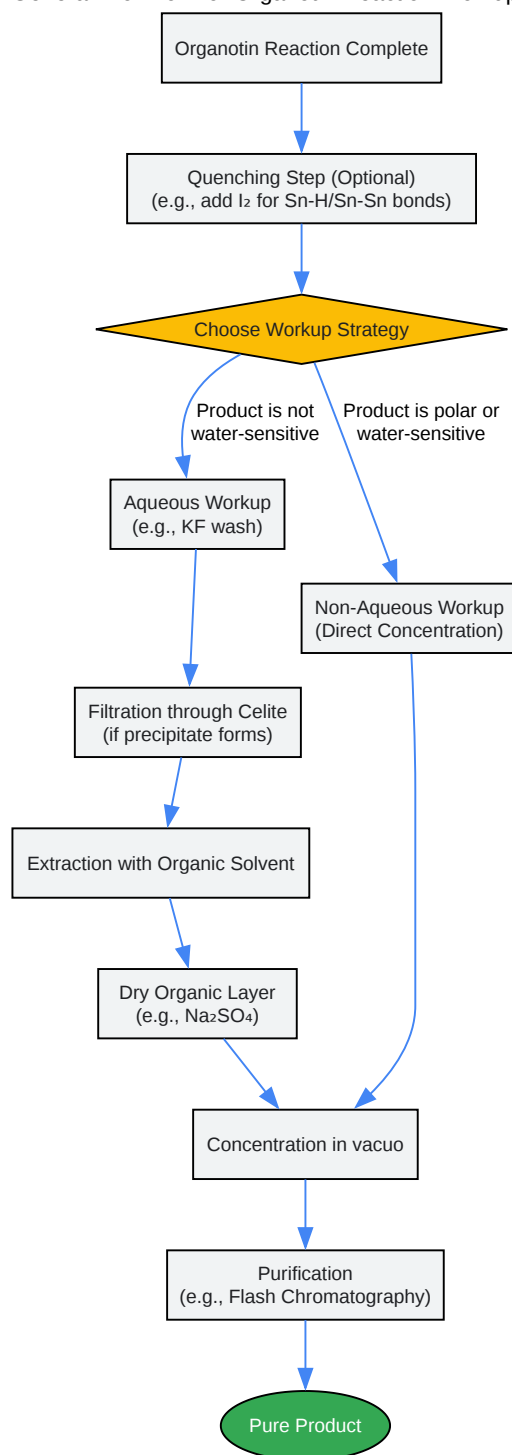 Organotin Reaction Complete
Quenching Step (Optional)
(e.g., add I₂ for Sn-H/Sn-Sn bonds)
Choose Workup Strategy
Product is not
water-sensitive
Product is polar or
water-sensitive
Aqueous Workup
(e.g., KF wash)
Non-Aqueous Workup
(Direct Concentration)
Filtration through Celite
(if precipitate forms)
Extraction with Organic Solvent
Dry Organic Layer
(e.g., Na₂SO₄)
Concentration in vacuo
Purification
(e.g., Flash Chromatography)
Pure Product